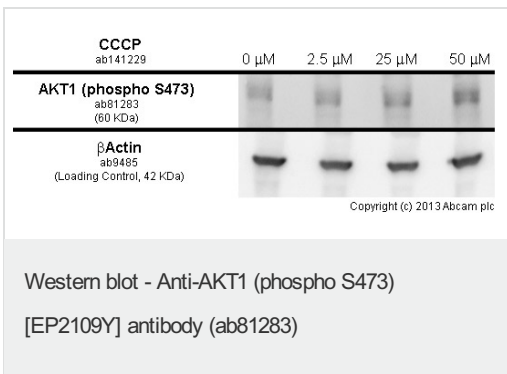 CCCP
ab141229
0 µM 2.5 µM 25 µM 50 µM
AKT1 (phospho S473)
ab81283
(60 KDa)
βActin
ab9485
(Loading Control, 42 KDa)
Copyright (c) 2013 Abcam plc
Western blot - Anti-AKT1 (phospho S473)
[EP2109Y] antibody (ab81283)